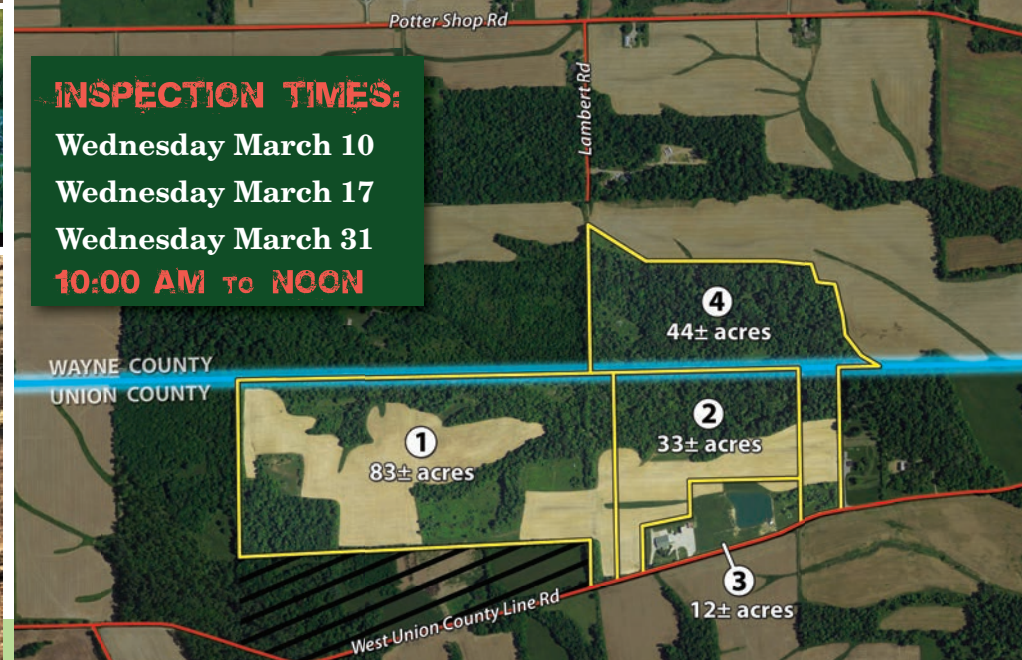 Potter Shop Rd
Lambert Rd
INSPECTION TIMES:
Wednesday March 10
Wednesday March 17
Wednesday March 31
10:00 AM TO NOON
4
44± acres
WAYNE COUNTY
UNION COUNTY
1
83± acres
2
33± acres
3
12± acres
West Union County Line Rd